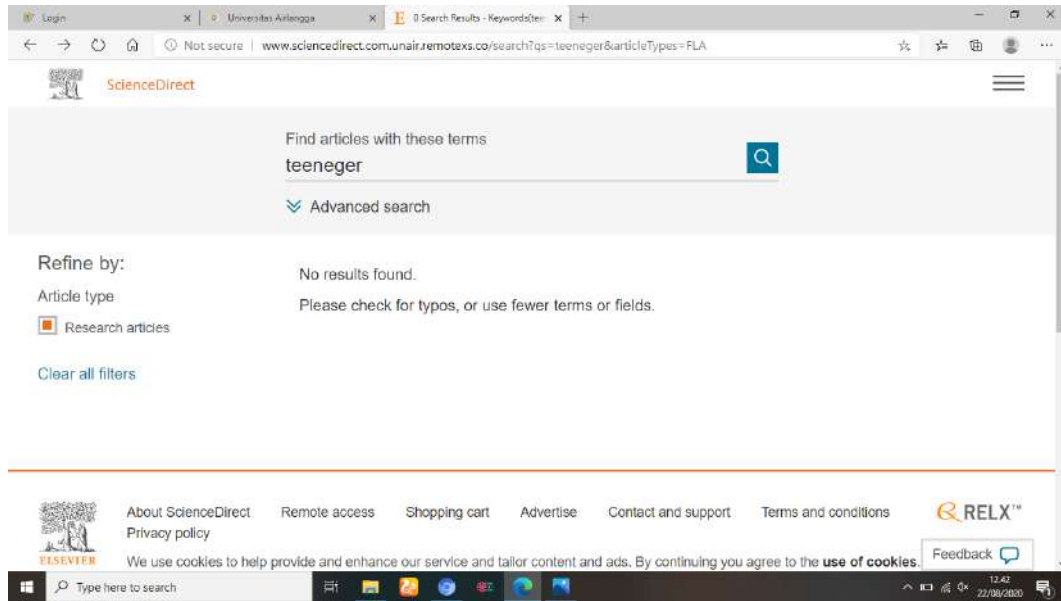 Login
Universitas Airlangga
0 Search Results - Keywords(tee
Not secure www.sciencedirect.com.unair.remotexs.co/search?qs=teeneger&articleTypes=FLA
ScienceDirect
Find articles with these terms
teeneger
Advanced search
Refine by:
Article type
Research articles
Clear all filters
No results found.
Please check for typos, or use fewer terms or fields.
About ScienceDirect Remote access Shopping cart Advertise Contact and support Terms and conditions
Privacy policy
We use cookies to help provide and enhance our service and tailor content and ads. By continuing you agree to the use of cookies.
ELSEVIER
RELX™
Feedback
Type here to search
12.42
22/08/2020